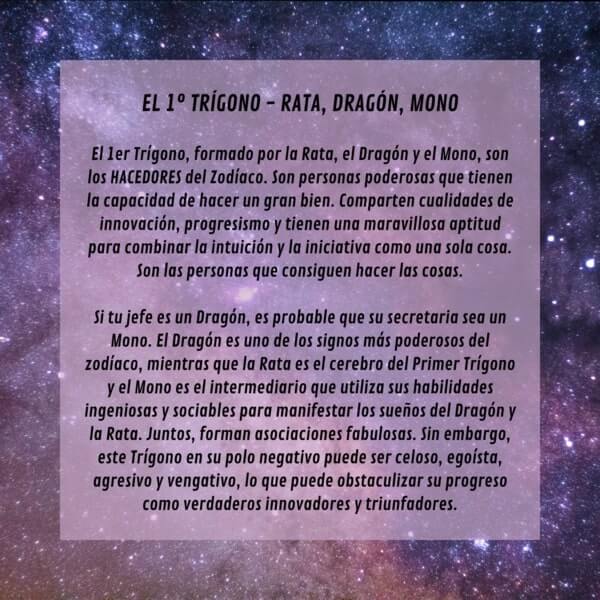 EL 1º TRÍGONO - RATA, DRAGÓN, MONO
El 1er Trígono, formado por la Rata, el Dragón y el Mono, son
los HACEDORES del Zodíaco. Son personas poderosas que tienen
la capacidad de hacer un gran bien. Comparten cualidades de
innovación, progresismo y tienen una maravillosa aptitud
para combinar la intuición y la iniciativa como una sola cosa.
Son las personas que consiguen hacer las cosas.
Si tu jefe es un Dragón, es probable que su secretaria sea un
Mono. El Dragón es uno de los signos más poderosos del
zodíaco, mientras que la Rata es el cerebro del Primer Trígono
y el Mono es el intermediario que utiliza sus habilidades
ingeniosas y sociables para manifestar los sueños del Dragón y
la Rata. Juntos, forman asociaciones fabulosas. Sin embargo,
este Trígono en su polo negativo puede ser celoso, egoísta,
agresivo y vengativo, lo que puede obstaculizar su progreso
como verdaderos innovadores y triunfadores.